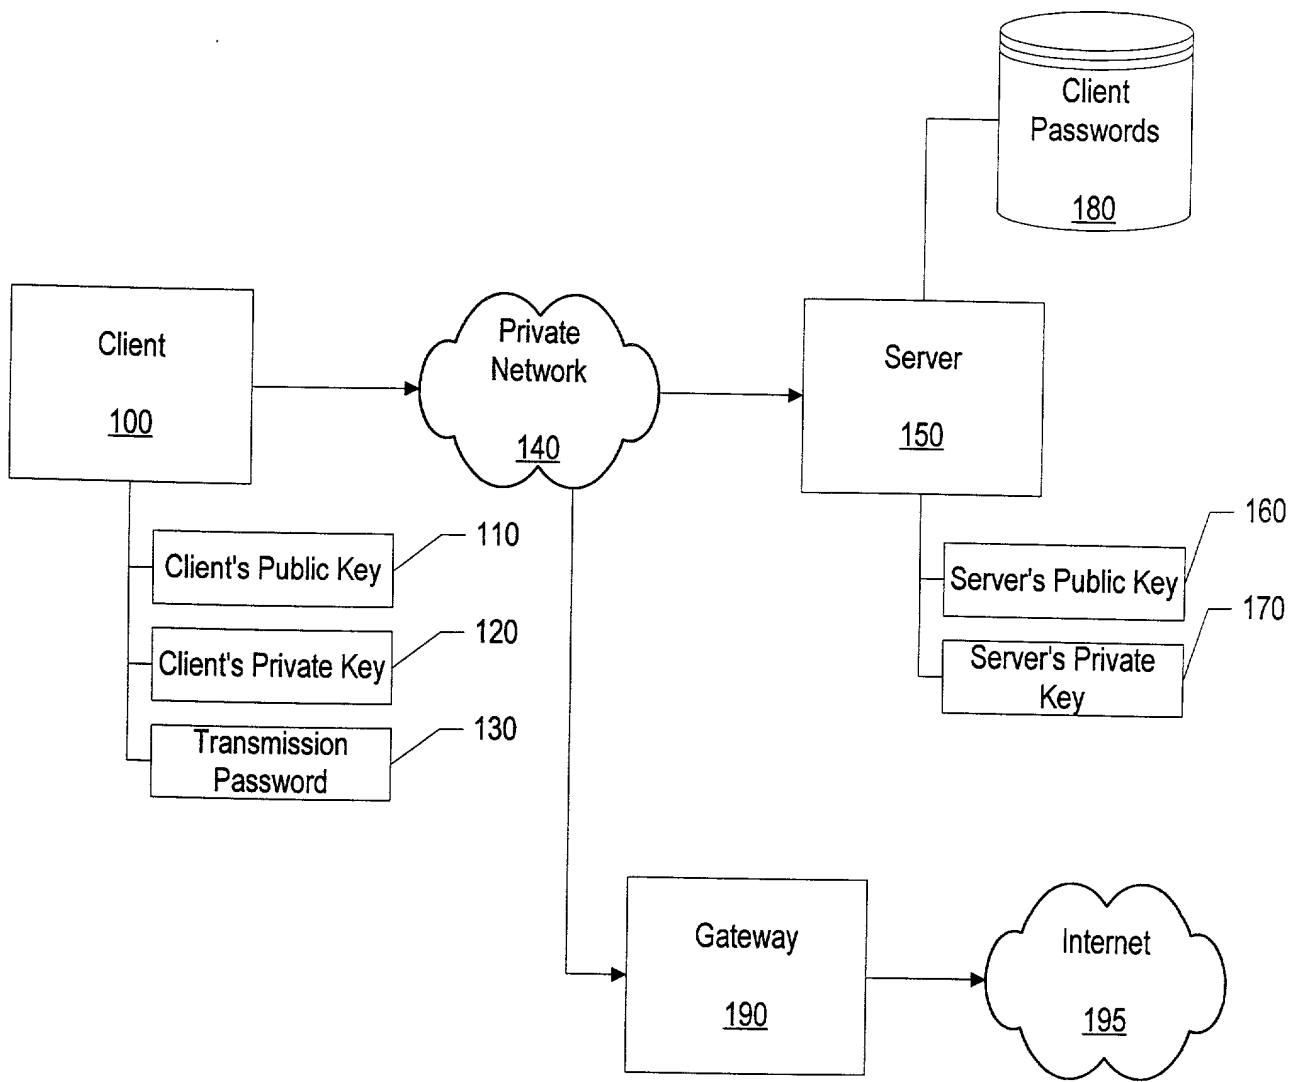 Client
Passwords
180
Client
100
Private
Network
140
Server
150
110
Client's Public Key
120
Client's Private Key
130
Transmission
Password
160
Server's Public Key
170
Server's Private
Key
Gateway
190
Internet
195